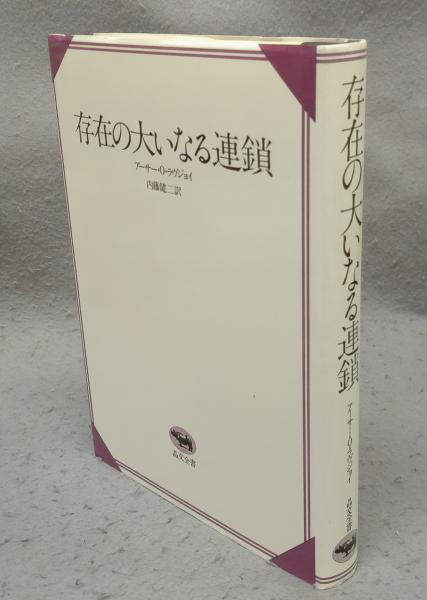 存在の大いなる連鎖
アーサー・O・ラヴジョイ
内藤健二訳
晶文全書
存在の大いなる連鎖
アーサー・O・ラヴジョイ
晶文全書